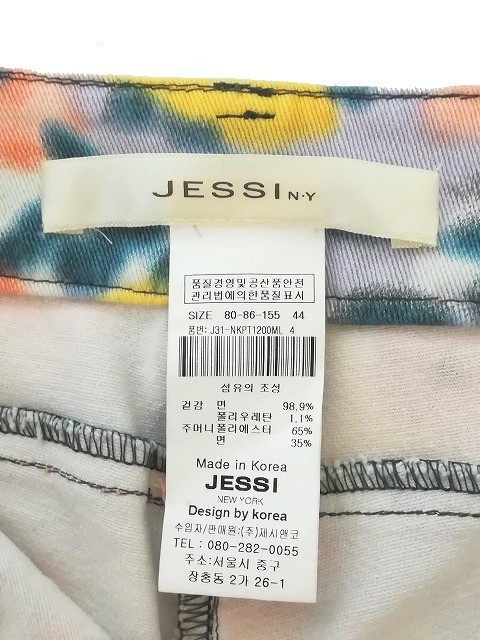 JESSI N·Y
품질경영및공산품안전
관리법에의한품질표시
SIZE 80-86-155 44
품번: J31-NKPT1200ML 4
섬유의 조성
겉감 면 98.9%
폴리우레탄 1.1%
주머니폴리에스터 65%
면 35%
Made in Korea
JESSI
NEW YORK
Design by korea
수입자/판매원:(주)제시앤코
TEL : 080-282-0055
주소:서울시 중구
장충동 2가 26-1